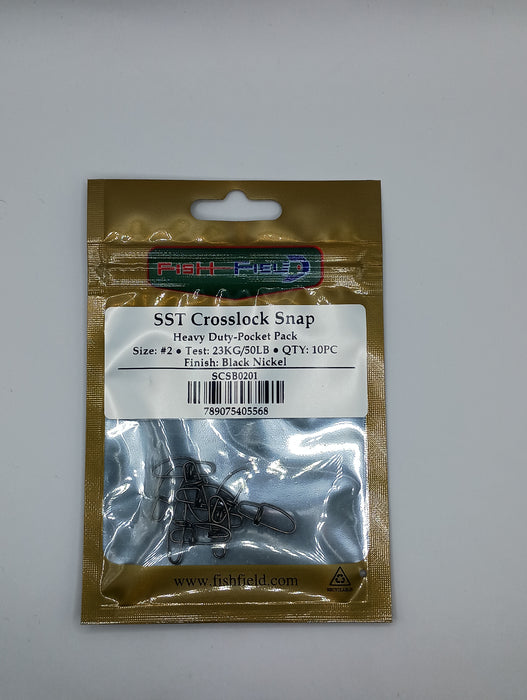 FISH-FIELD
SST Crosslock Snap
Heavy Duty-Pocket Pack
Size: #2 • Test: 23KG/50LB • QTY: 10PC
Finish: Black Nickel
SCSB0201
789075405568
www.fishfield.com
RECYCLABLE